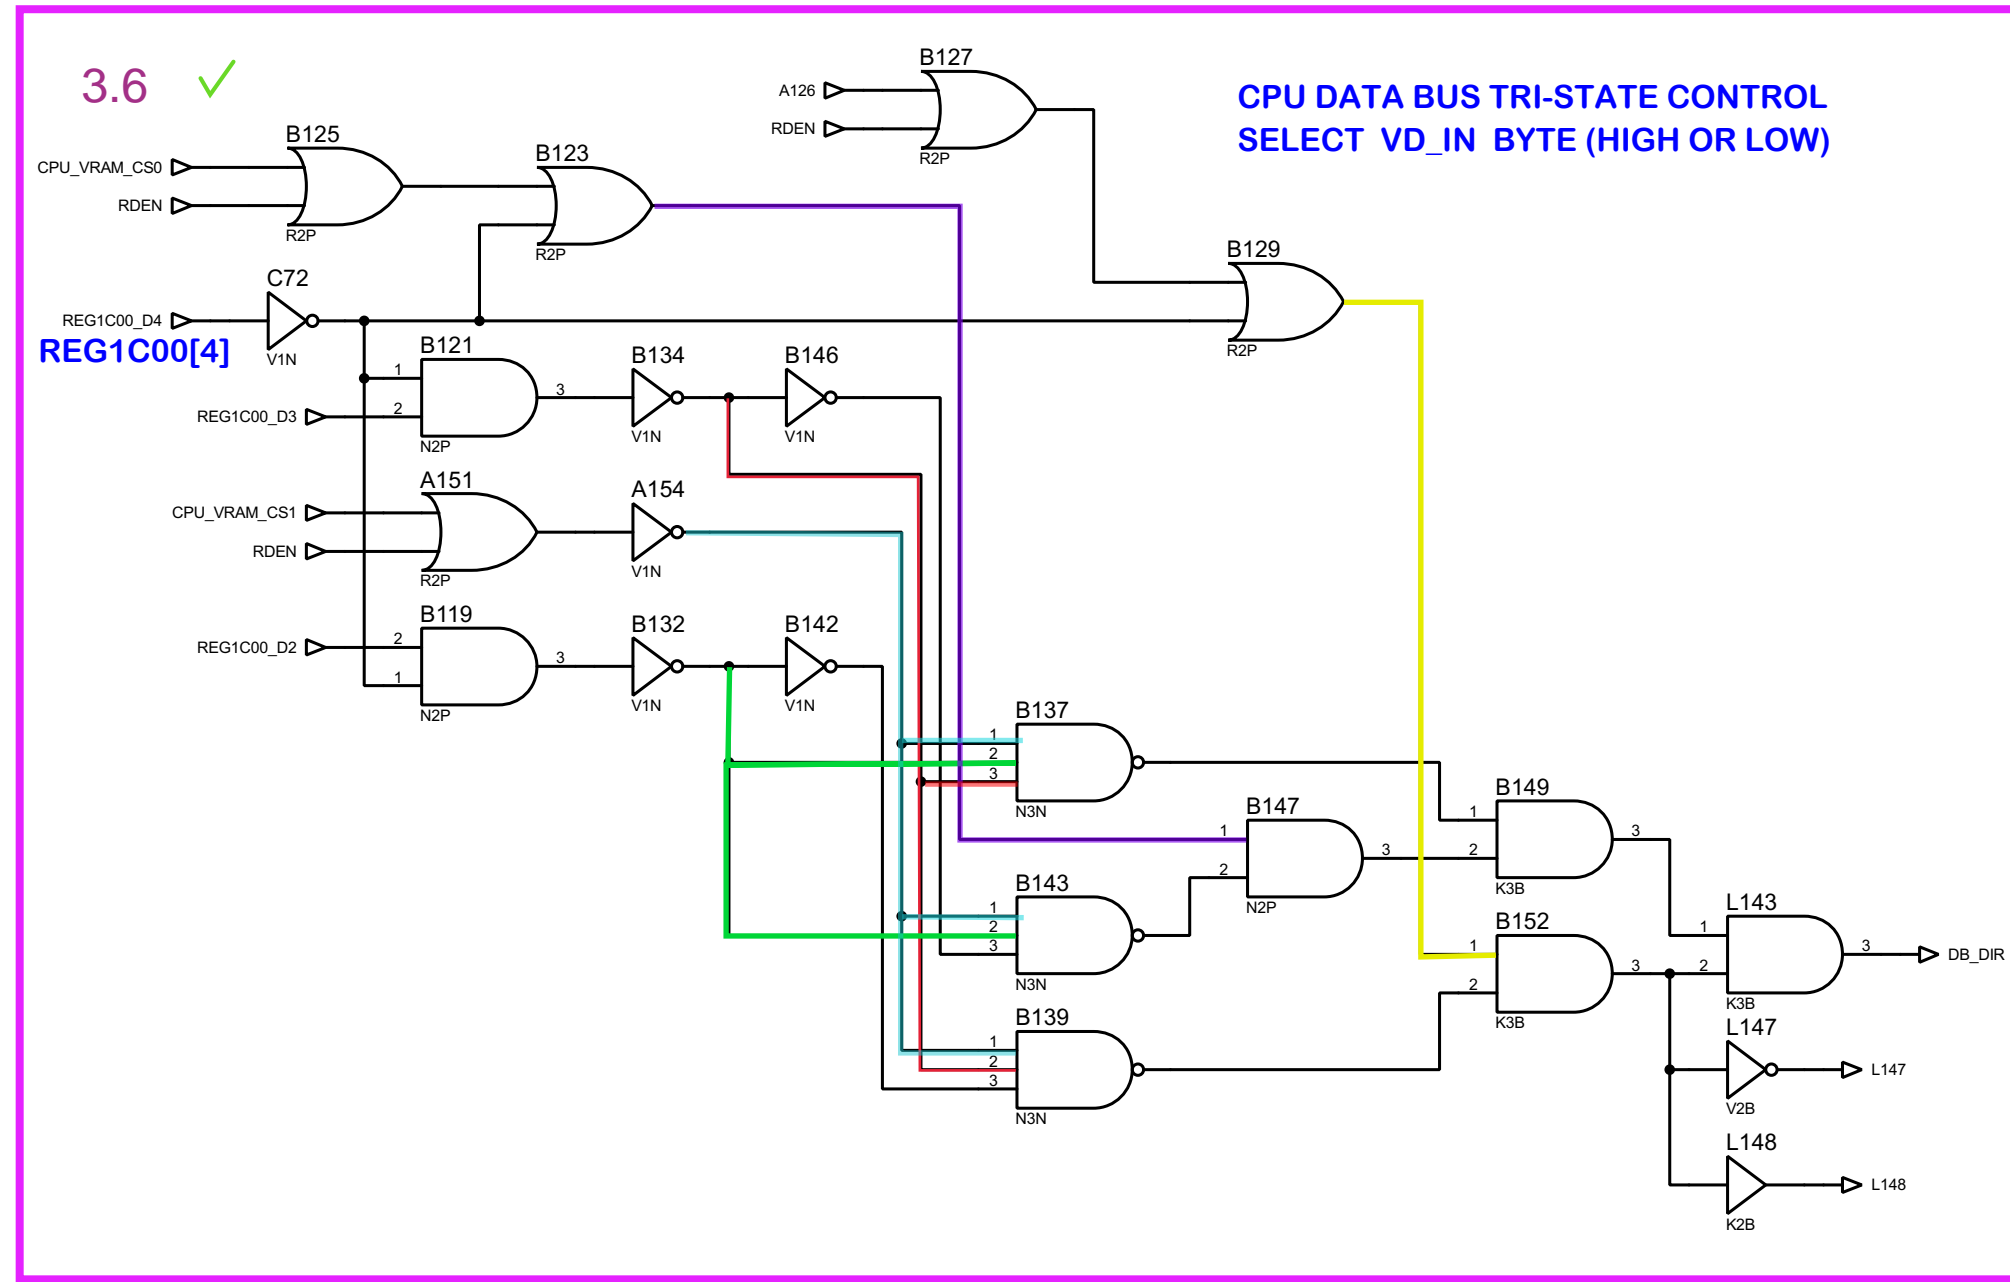 3.6
CPU DATA BUS TRI-STATE CONTROL
SELECT VD_IN BYTE (HIGH OR LOW)
B127
A126
RDEN
R2P
B125
CPU_VRAM_CS0
RDEN
R2P
B123
R2P
B129
R2P
C72
REG1C00_D4
REG1C00[4]
V1N
B121
1
REG1C00_D3
2
3
N2P
B134
V1N
B146
V1N
A151
CPU_VRAM_CS1
RDEN
R2P
A154
V1N
B119
REG1C00_D2
2
1
3
N2P
B132
V1N
B142
V1N
B137
1
2
3
N3N
B147
1
2
3
N2P
B149
1
2
3
K3B
B143
1
2
3
N3N
B152
1
2
3
K3B
L143
1
2
3
DB_DIR
K3B
B139
1
2
3
N3N
L147
L147
V2B
L148
L148
K2B